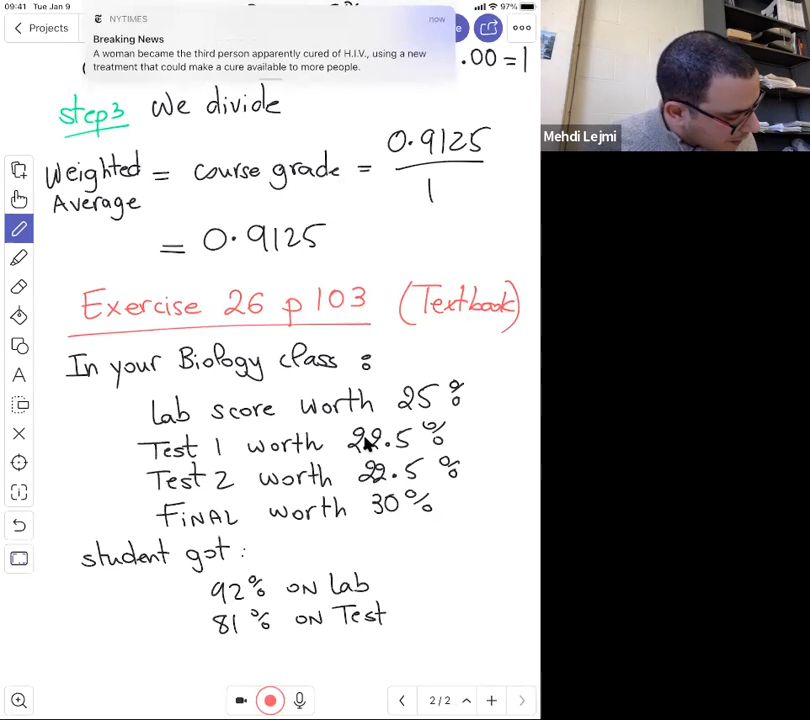 09:41 Tue Jan 9
97%
Projects
NYTIMES
now
Breaking News
A woman became the third person apparently cured of H.I.V., using a new
treatment that could make a cure available to more people.
.00=1
step3 We divide
Weighted Average = course grade = 0.9125 / 1
= 0.9125
Exercise 26 p 103 (Textbook)
In your Biology class :
Lab score worth 25 %
Test 1 worth 22.5 %
Test 2 worth 22.5 %
FiNAL worth 30%
student got :
92% ON Lab
81 % ON Test
Mehdi Lejmi
A
2/2